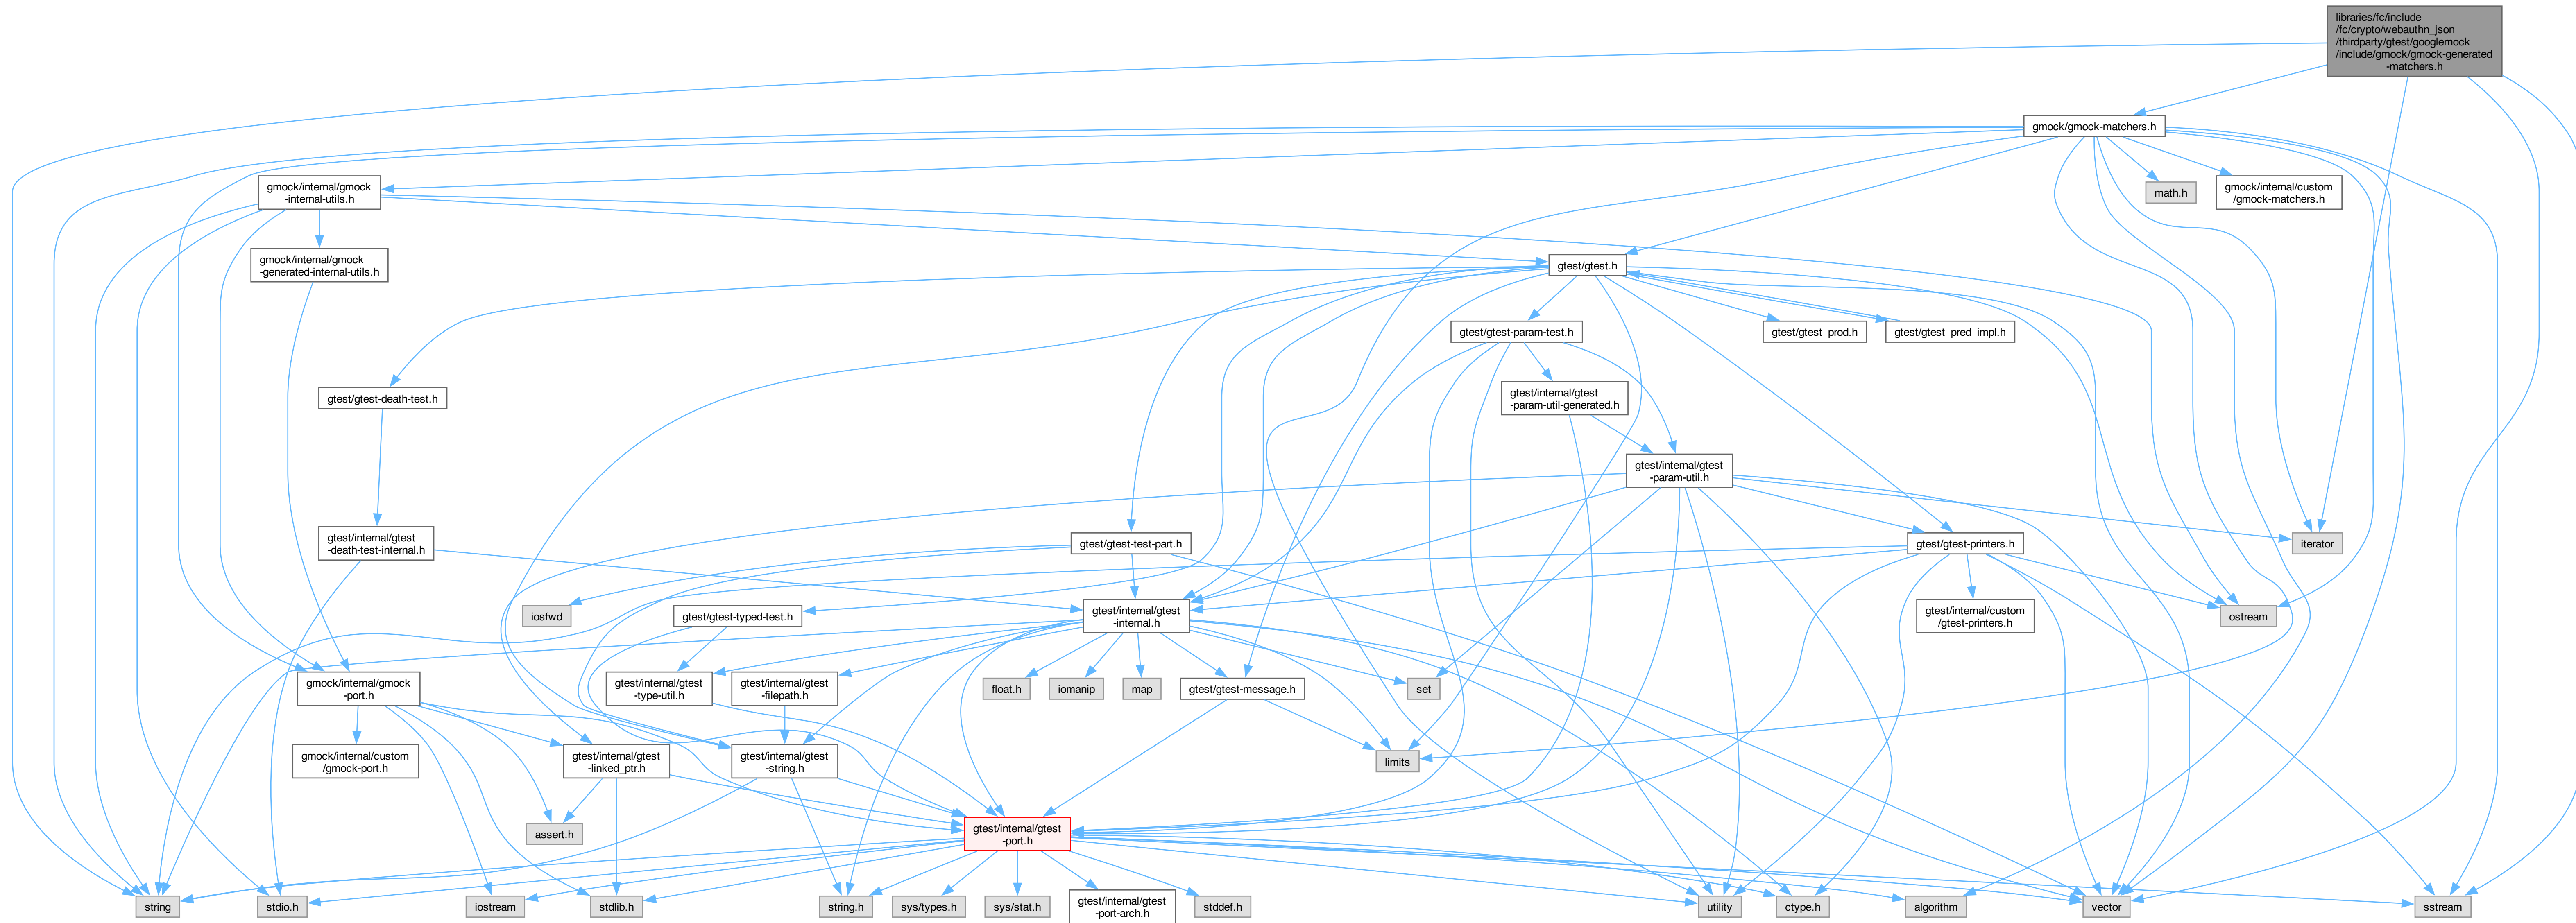 libraries/fc/include
/fc/crypto/webauthn_json
/thirdparty/gtest/googlemock
/include/gmock/gmock-generated
-matchers.h
gmock/gmock-matchers.h
gmock/internal/gmock
-internal-utils.h
math.h
gmock/internal/custom
/gmock-matchers.h
gmock/internal/gmock
-generated-internal-utils.h
gtest/gtest.h
gtest/gtest-param-test.h
gtest/gtest_prod.h
gtest/gtest_pred_impl.h
gtest/gtest-death-test.h
gtest/internal/gtest
-param-util-generated.h
gtest/internal/gtest
-param-util.h
gtest/internal/gtest
-death-test-internal.h
gtest/gtest-test-part.h
gtest/gtest-printers.h
iterator
iosfwd
gtest/gtest-typed-test.h
gtest/internal/gtest
-internal.h
gtest/internal/custom
/gtest-printers.h
ostream
gmock/internal/gmock
-port.h
gtest/internal/gtest
-type-util.h
gtest/internal/gtest
-filepath.h
float.h
iomanip
map
gtest/gtest-message.h
set
gmock/internal/custom
/gmock-port.h
gtest/internal/gtest
-linked_ptr.h
gtest/internal/gtest
-string.h
limits
assert.h
gtest/internal/gtest
-port.h
string
stdio.h
iostream
stdlib.h
string.h
sys/types.h
sys/stat.h
gtest/internal/gtest
-port-arch.h
stddef.h
utility
ctype.h
algorithm
vector
sstream